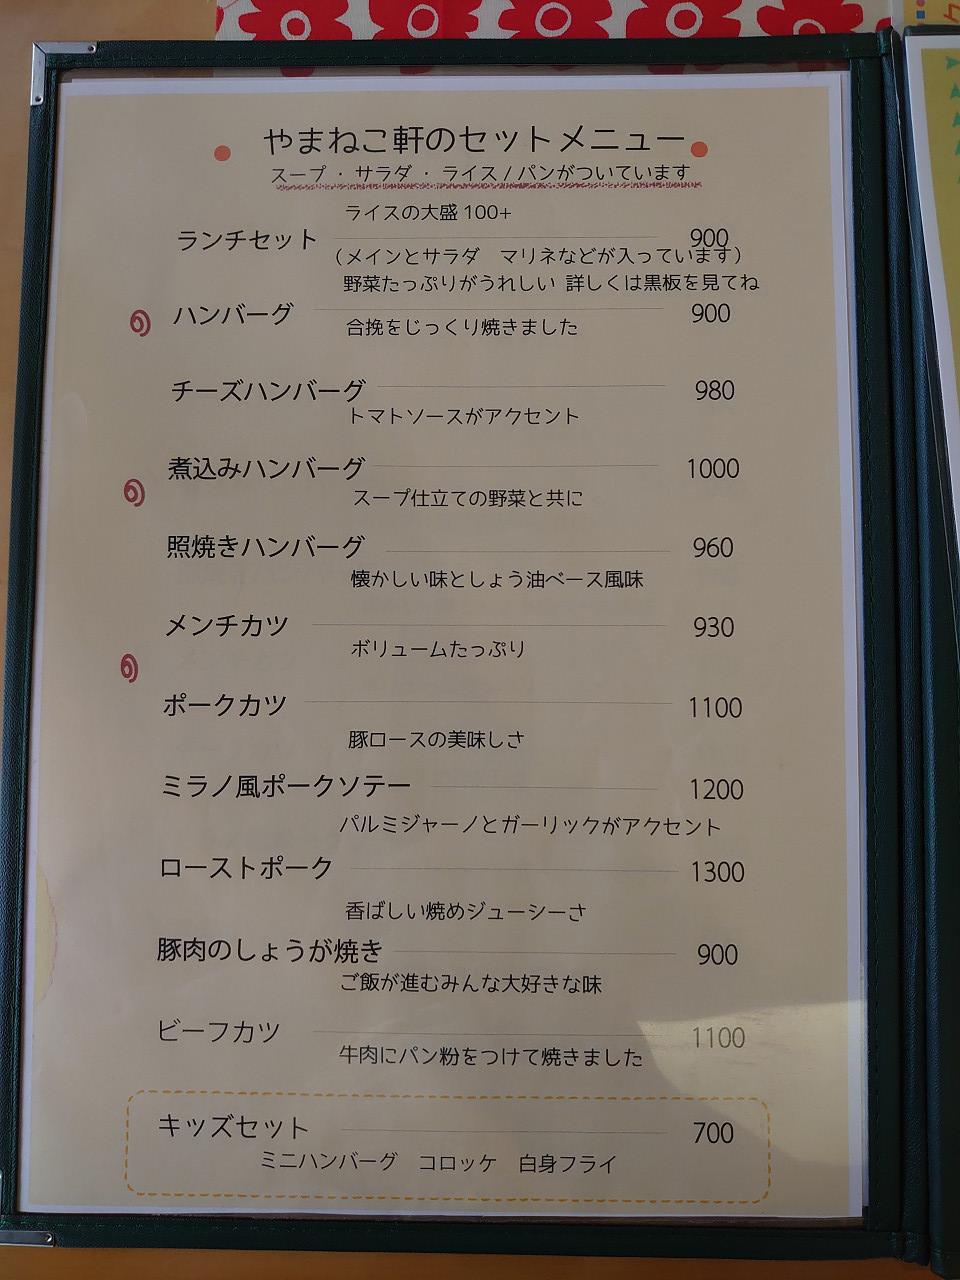 やまねこ軒のセットメニュー
スープ・サラダ・ライス/パンがついています
ライスの大盛100+
ランチセット 900
(メインとサラダ マリネなどが入っています)
野菜たっぷりがうれしい 詳しくは黒板を見てね
ハンバーグ 900
合挽をじっくり焼きました
チーズハンバーグ 980
トマトソースがアクセント
煮込みハンバーグ 1000
スープ仕立ての野菜と共に
照焼きハンバーグ 960
懐かしい味としょう油ベース風味
メンチカツ 930
ボリュームたっぷり
ポークカツ 1100
豚ロースの美味しさ
ミラノ風ポークソテー 1200
パルミジャーノとガーリックがアクセント
ローストポーク 1300
香ばしい焼めジューシーさ
豚肉のしょうが焼き 900
ご飯が進むみんな大好きな味
ビーフカツ 1100
牛肉にパン粉をつけて焼きました
キッズセット 700
ミニハンバーグ コロッケ 白身フライ